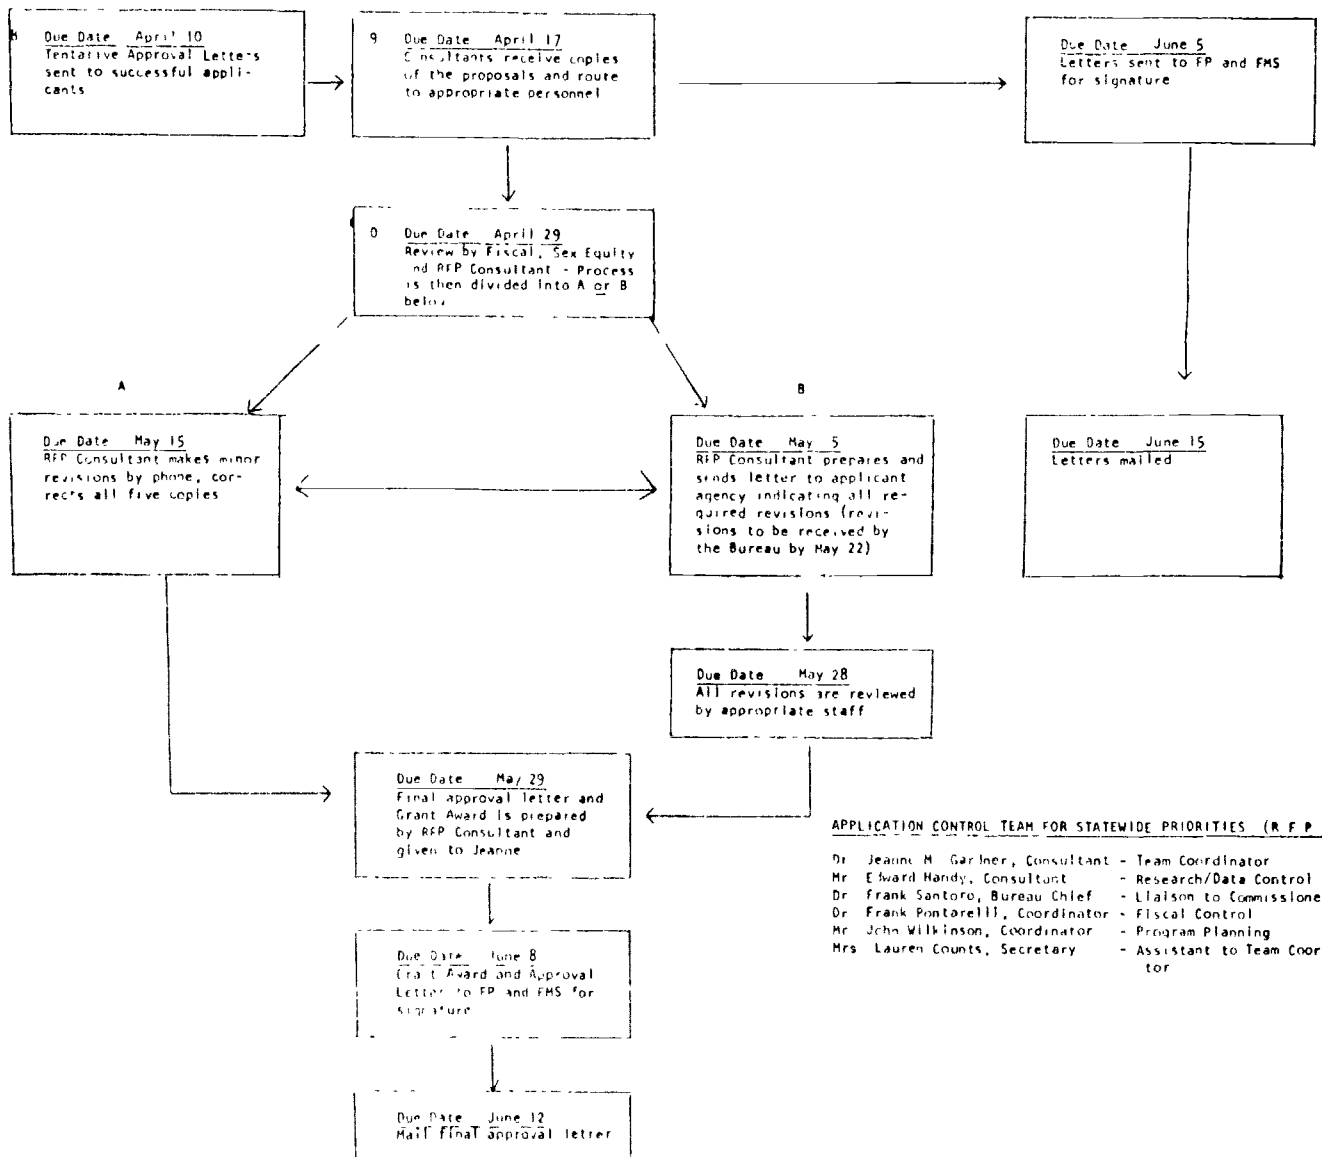 8 Due Date April 10
Tentative Approval Letters
sent to successful appli-
cants
9 Due Date April 17
Consultants receive copies
of the proposals and route
to appropriate personnel
Due Date June 5
Letters sent to FP and FMS
for signature
0 Due Date April 29
Review by Fiscal, Sex Equity
and RFP Consultant - Process
is then divided into A or B
below
A
B
Due Date May 15
RFP Consultant makes minor
revisions by phone, cor-
rects all five copies
Due Date May 5
RFP Consultant prepares and
sends letter to applicant
agency indicating all re-
quired revisions (revi-
sions to be received by
the Bureau by May 22)
Due Date June 15
Letters mailed
Due Date May 28
All revisions are reviewed
by appropriate staff
Due Date May 29
Final approval letter and
Grant Award is prepared
by RFP Consultant and
given to Jeanne
APPLICATION CONTROL TEAM FOR STATEWIDE PRIORITIES (R F P
Dr Jeanne M Gardner, Consultant - Team Coordinator
Mr Edward Handy, Consultant - Research/Data Control
Dr Frank Santoro, Bureau Chief - Liaison to Commissione
Dr Frank Pontarelli, Coordinator - Fiscal Control
Mr John Wilkinson, Coordinator - Program Planning
Mrs Lauren Counts, Secretary - Assistant to Team Coor
tor
Due Date June 8
Grant Award and Approval
Letter to FP and FMS for
signature
Due Date June 12
Mail final approval letter